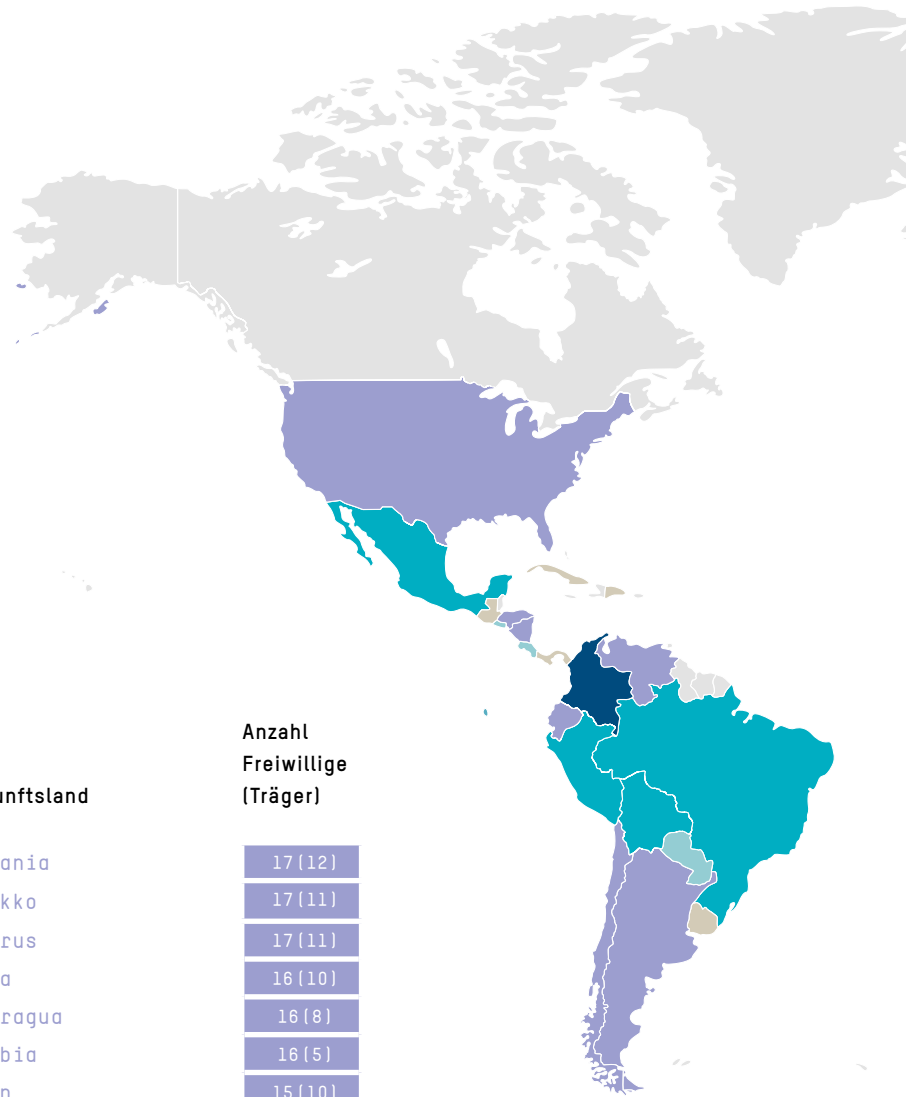 Anzahl
Freiwillige
unftsland (Träger)
ania 17(12)
kko 17(11)
rus 17(11)
a 16(10)
ragua 16(8)
bia 16(5)
n 15(10)